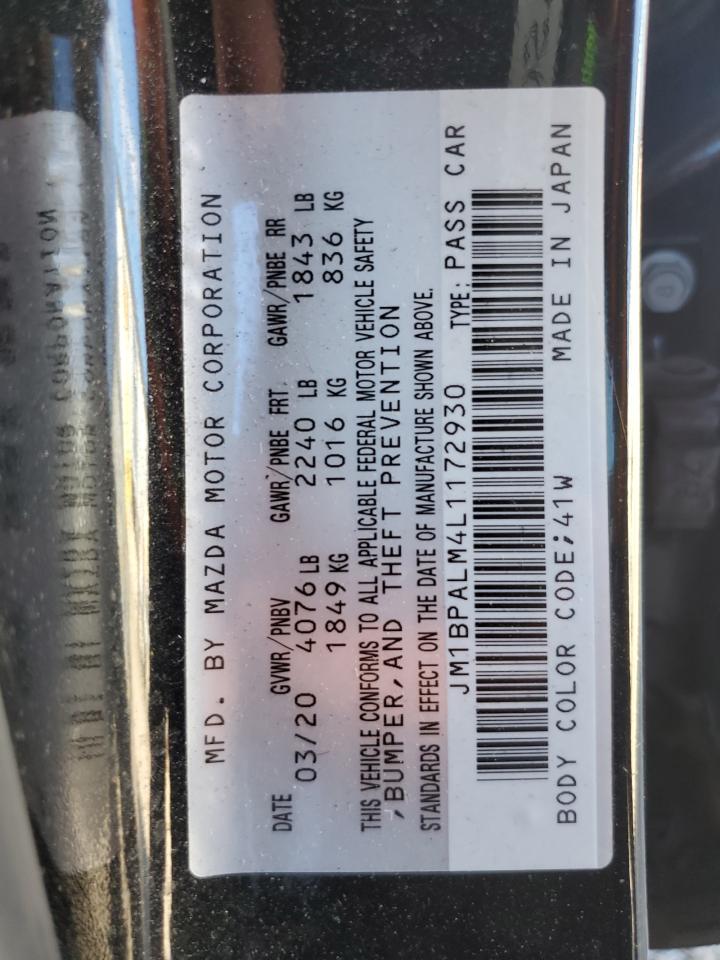 MFD. BY MAZDA MOTOR CORPORATION
DATE GVWR/PNBV GAWR/PNBE FRT. GAWR/PNBE RR
03/20 4076 LB 2240 LB 1843 LB
1849 KG 1016 KG 836 KG
THIS VEHICLE CONFORMS TO ALL APPLICABLE FEDERAL MOTOR VEHICLE SAFETY
,BUMPER,AND THEFT PREVENTION
STANDARDS IN EFFECT ON THE DATE OF MANUFACTURE SHOWN ABOVE.
JM1BPALM4L1172930 TYPE: PASS CAR
BODY COLOR CODE;41W MADE IN JAPAN